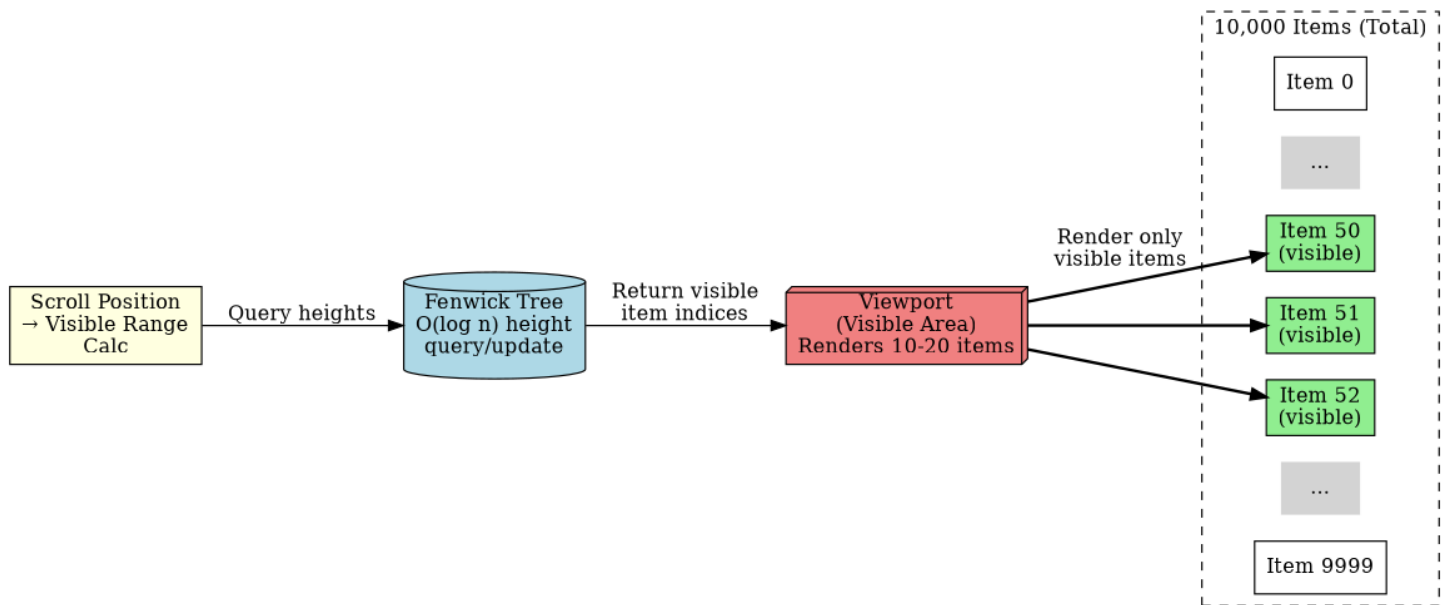 Scroll Position
→ Visible Range
Calc
Query heights
Fenwick Tree
O(log n) height
query/update
Return visible
item indices
Viewport
(Visible Area)
Renders 10-20 items
Render only
visible items
10,000 Items (Total)
Item 0
...
Item 50
(visible)
Item 51
(visible)
Item 52
(visible)
...
Item 9999